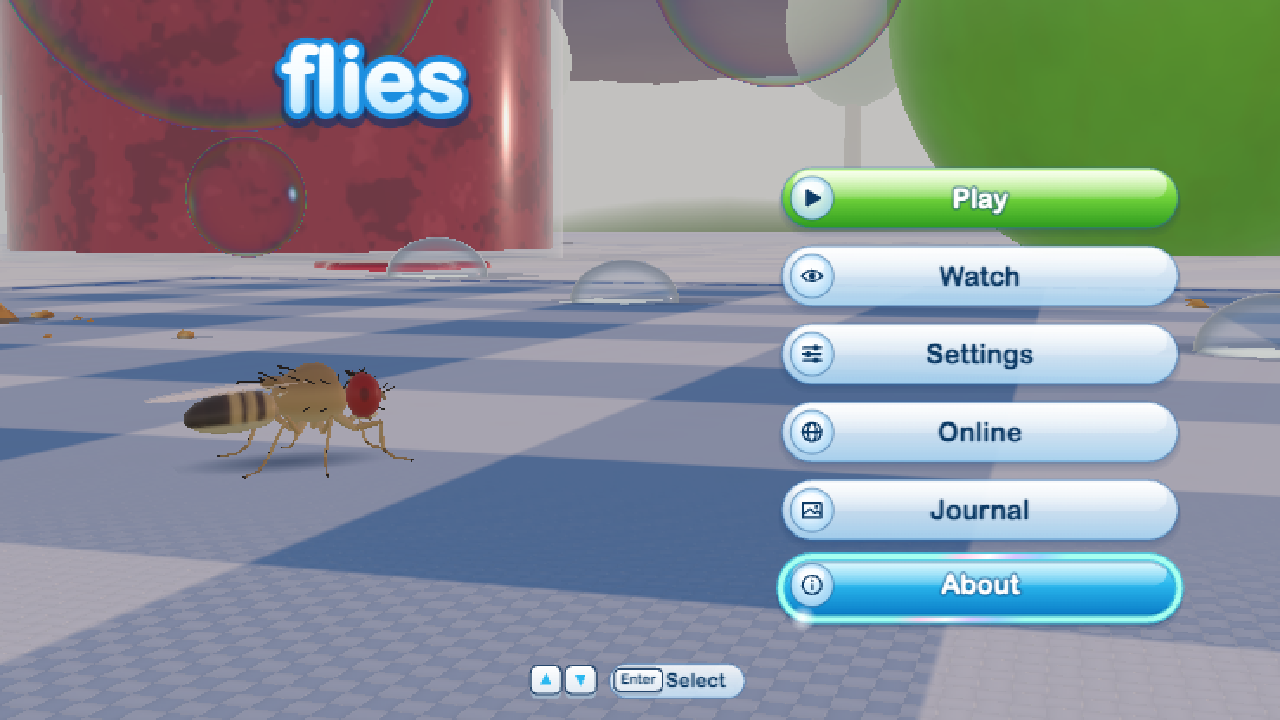 flies
Play
Watch
Settings
Online
Journal
About
Enter Select